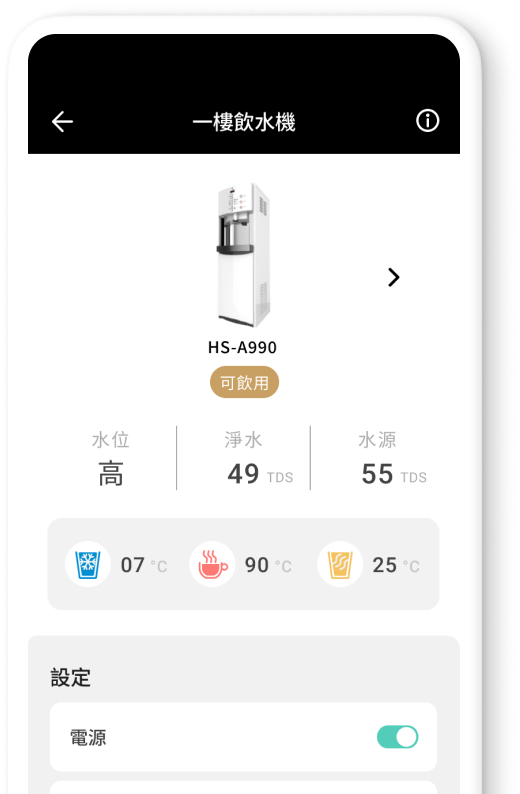 一樓飲水機
HS-A990
可飲用
水位 淨水 水源
高 49 TDS 55 TDS
07 °C 90 °C 25 °C
設定
電源